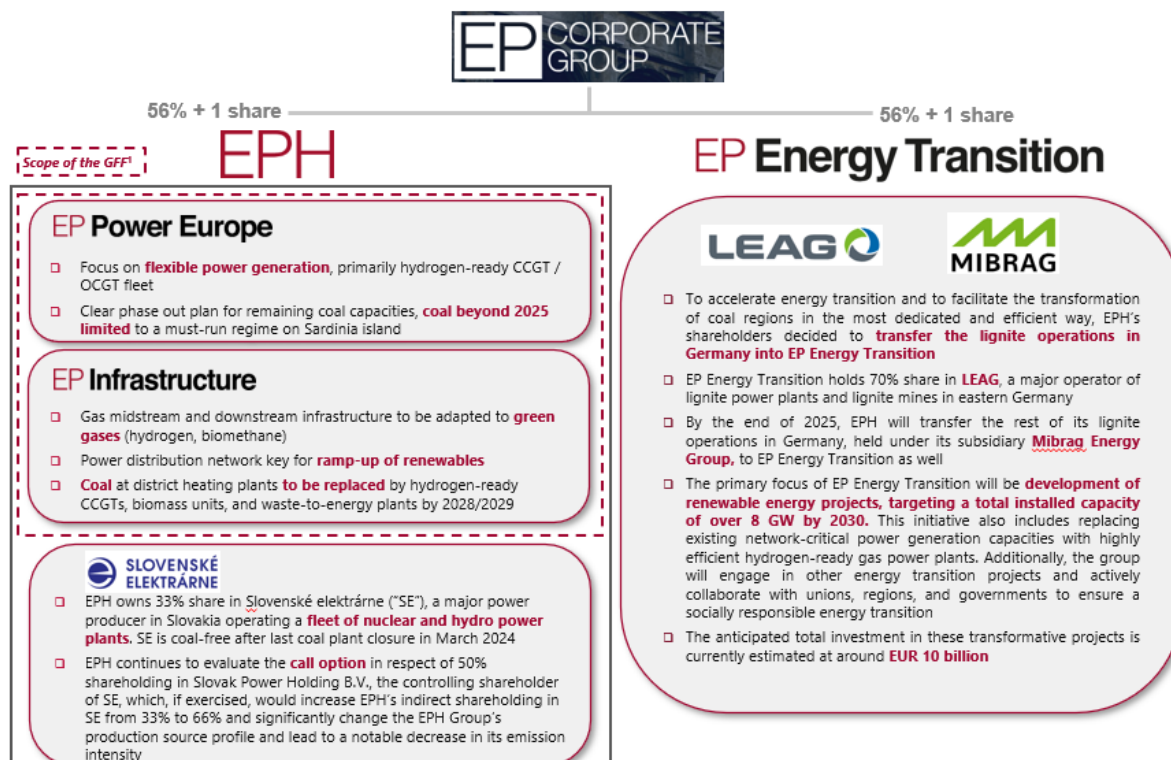 EP CORPORATE
GROUP
56% + 1 share
56% + 1 share
Scope of the GFF¹
EPH
EP Power Europe
Focus on flexible power generation, primarily hydrogen-ready CCGT /
OCGT fleet
Clear phase out plan for remaining coal capacities, coal beyond 2025
limited to a must-run regime on Sardinia island
EP Infrastructure
Gas midstream and downstream infrastructure to be adapted to green
gases (hydrogen, biomethane)
Power distribution network key for ramp-up of renewables
Coal at district heating plants to be replaced by hydrogen-ready
CCGTs, biomass units, and waste-to-energy plants by 2028/2029
SLOVENSKÉ
ELEKTRÁRNE
EPH owns 33% share in Slovenské elektrárne ("SE"), a major power
producer in Slovakia operating a fleet of nuclear and hydro power
plants. SE is coal-free after last coal plant closure in March 2024
EPH continues to evaluate the call option in respect of 50%
shareholding in Slovak Power Holding B.V., the controlling shareholder
of SE, which, if exercised, would increase EPH's indirect shareholding in
SE from 33% to 66% and significantly change the EPH Group's
production source profile and lead to a notable decrease in its emission
intensity
EP Energy Transition
LEAG
MIBRAG
To accelerate energy transition and to facilitate the transformation
of coal regions in the most dedicated and efficient way, EPH's
shareholders decided to transfer the lignite operations in
Germany into EP Energy Transition
EP Energy Transition holds 70% share in LEAG, a major operator of
lignite power plants and lignite mines in eastern Germany
By the end of 2025, EPH will transfer the rest of its lignite
operations in Germany, held under its subsidiary Mibrag Energy
Group, to EP Energy Transition as well
The primary focus of EP Energy Transition will be development of
renewable energy projects, targeting a total installed capacity
of over 8 GW by 2030. This initiative also includes replacing
existing network-critical power generation capacities with highly
efficient hydrogen-ready gas power plants. Additionally, the group
will engage in other energy transition projects and actively
collaborate with unions, regions, and governments to ensure a
socially responsible energy transition
The anticipated total investment in these transformative projects is
currently estimated at around EUR 10 billion